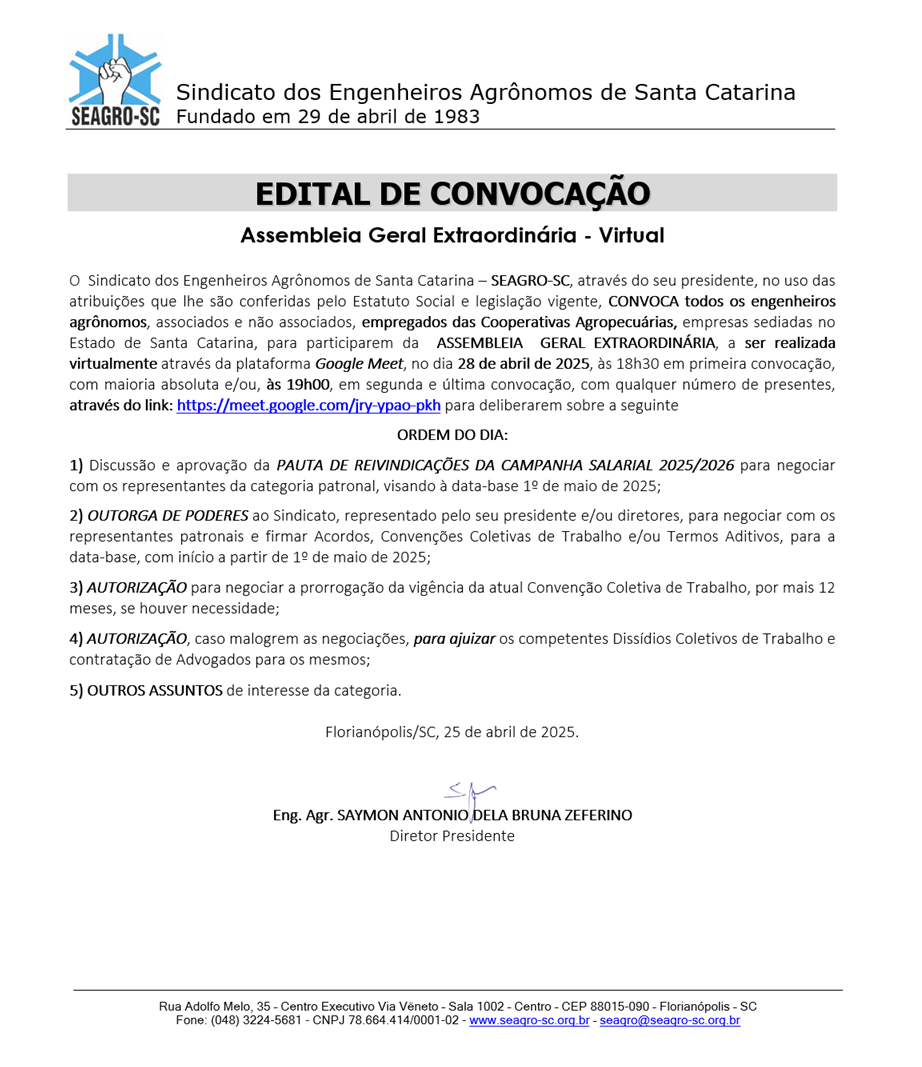 SEAGRO-SC
Sindicato dos Engenheiros Agrônomos de Santa Catarina
Fundado em 29 de abril de 1983
EDITAL DE CONVOCAÇÃO
Assembleia Geral Extraordinária - Virtual
O Sindicato dos Engenheiros Agrônomos de Santa Catarina – SEAGRO-SC, através do seu presidente, no uso das
atribuições que lhe são conferidas pelo Estatuto Social e legislação vigente, CONVOCA todos os engenheiros
agrônomos, associados e não associados, empregados das Cooperativas Agropecuárias, empresas sediadas no
Estado de Santa Catarina, para participarem da ASSEMBLEIA GERAL EXTRAORDINÁRIA, a ser realizada
virtualmente através da plataforma Google Meet, no dia 28 de abril de 2025, às 18h30 em primeira convocação,
com maioria absoluta e/ou, às 19h00, em segunda e última convocação, com qualquer número de presentes,
através do link: https://meet.google.com/jry-ypao-pkh para deliberarem sobre a seguinte
ORDEM DO DIA:
1) Discussão e aprovação da PAUTA DE REIVINDICAÇÕES DA CAMPANHA SALARIAL 2025/2026 para negociar
com os representantes da categoria patronal, visando à data-base 1º de maio de 2025;
2) OUTORGA DE PODERES ao Sindicato, representado pelo seu presidente e/ou diretores, para negociar com os
representantes patronais e firmar Acordos, Convenções Coletivas de Trabalho e/ou Termos Aditivos, para a
data-base, com início a partir de 1º de maio de 2025;
3) AUTORIZAÇÃO para negociar a prorrogação da vigência da atual Convenção Coletiva de Trabalho, por mais 12
meses, se houver necessidade;
4) AUTORIZAÇÃO, caso malogrem as negociações, para ajuizar os competentes Dissídios Coletivos de Trabalho e
contratação de Advogados para os mesmos;
5) OUTROS ASSUNTOS de interesse da categoria.
Florianópolis/SC, 25 de abril de 2025.
Eng. Agr. SAYMON ANTONIO DELA BRUNA ZEFERINO
Diretor Presidente
Rua Adolfo Melo, 35 - Centro Executivo Via Vêneto - Sala 1002 - Centro - CEP 88015-090 - Florianópolis - SC
Fone: (048) 3224-5681 - CNPJ 78.664.414/0001-02 - www.seagro-sc.org.br - seagro@seagro-sc.org.br